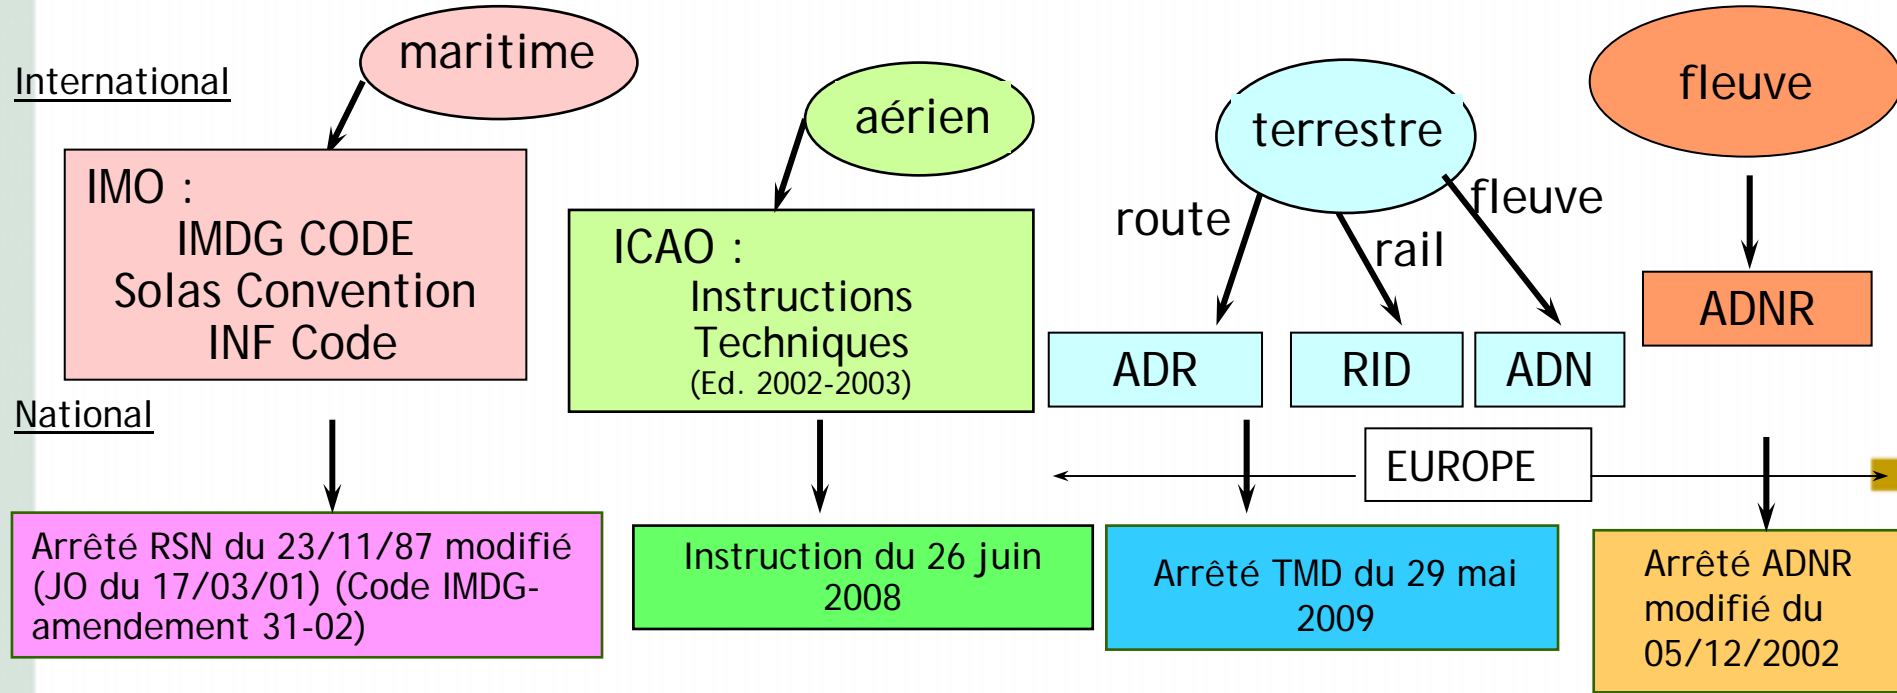 International
maritime
aérien
terrestre
fleuve
IMO :
IMDG CODE
Solas Convention
INF Code
ICAO :
Instructions
Techniques
(Ed. 2002-2003)
route
rail
fleuve
ADR
RID
ADN
ADNR
National
EUROPE
Arrêté RSN du 23/11/87 modifié
(JO du 17/03/01) (Code IMDG-
amendement 31-02)
Instruction du 26 juin
2008
Arrêté TMD du 29 mai
2009
Arrêté ADNR
modifié du
05/12/2002